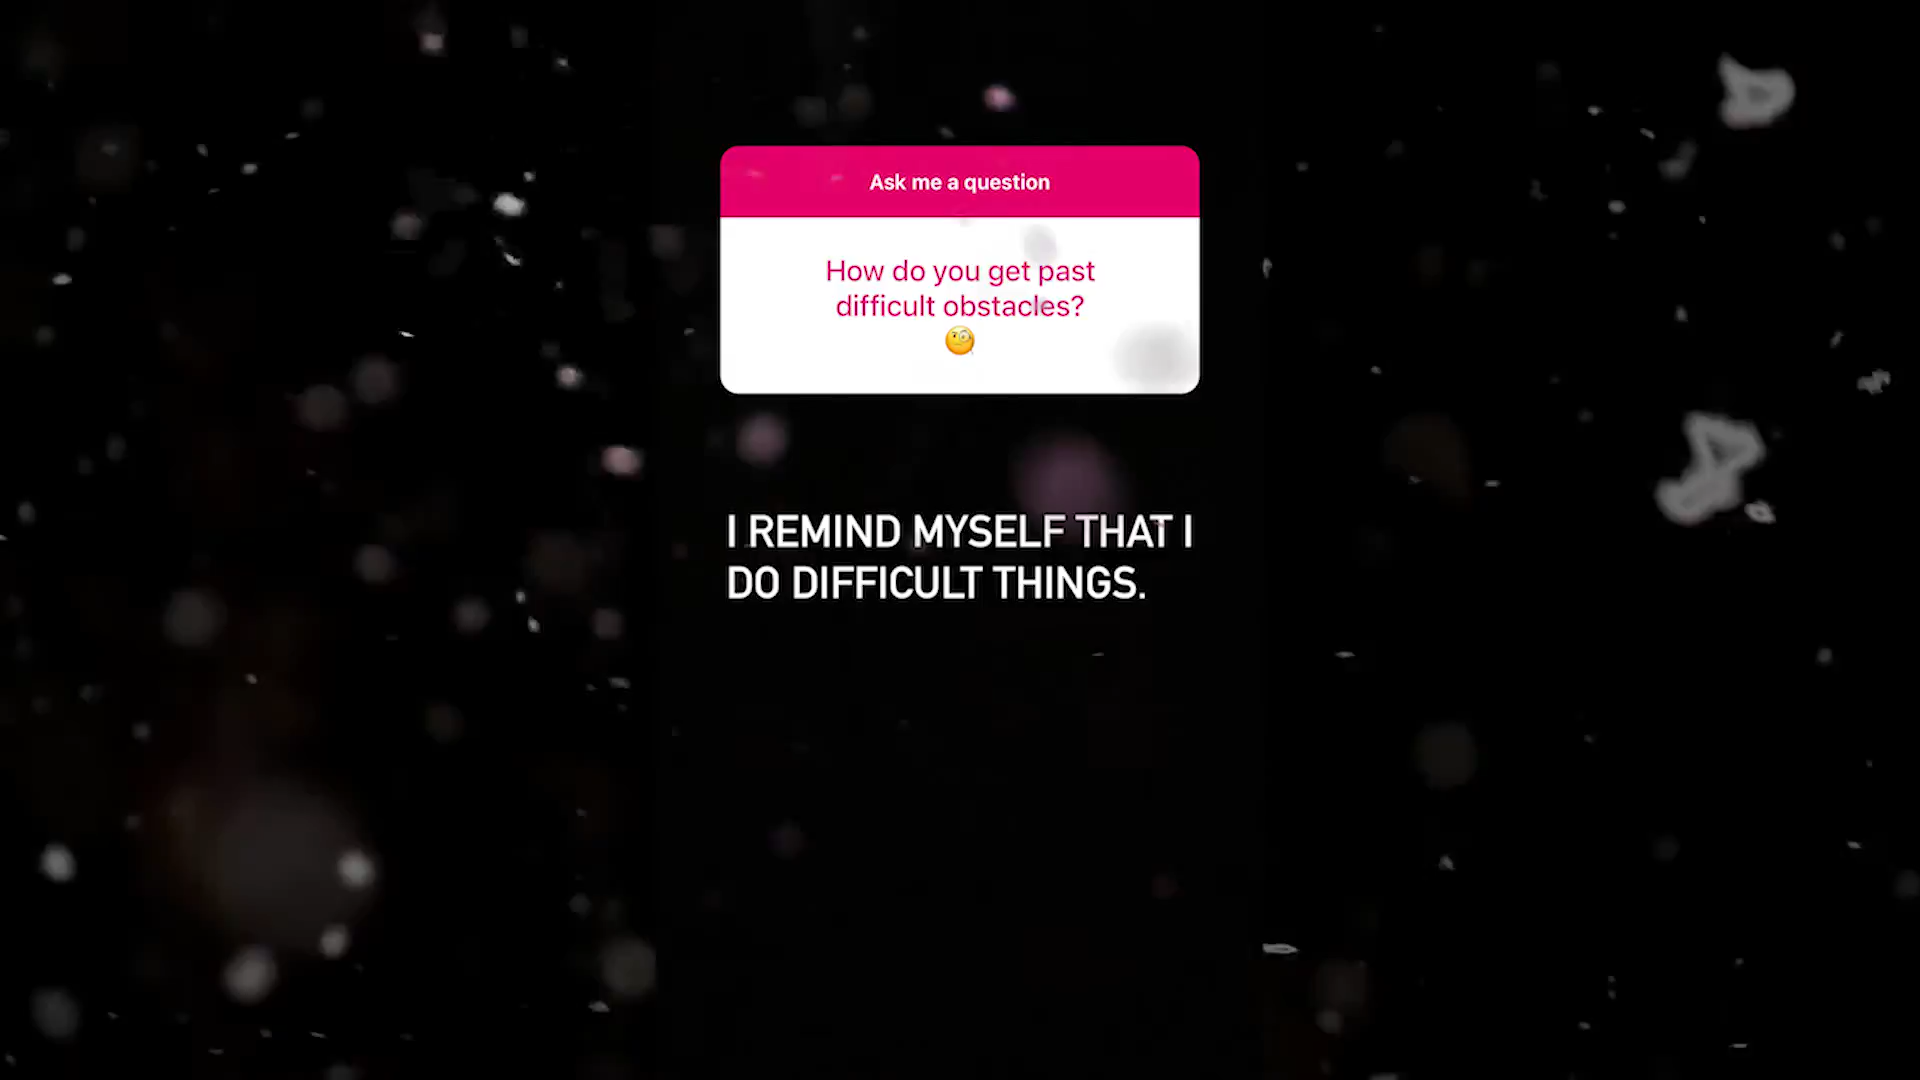 Ask me a question
How do you get past
difficult obstacles?
🧐
I REMIND MYSELF THAT I
DO DIFFICULT THINGS.